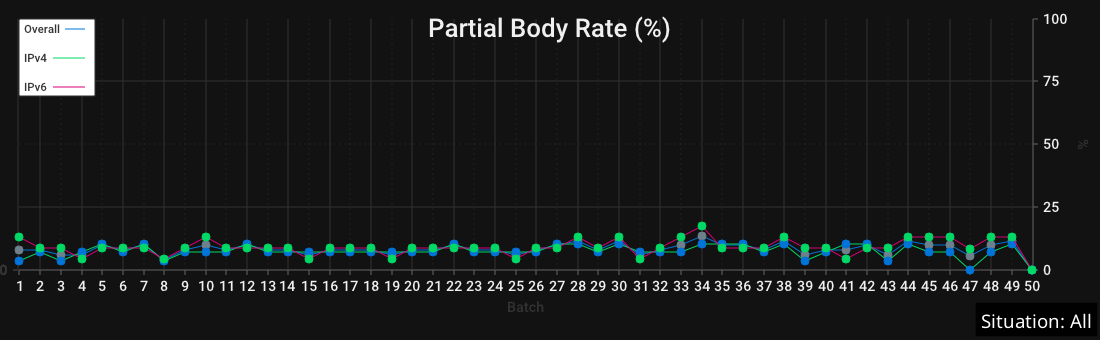 Partial Body Rate (%)
Overall
IPv4
IPv6
100
75
50
25
0
%
0
1 2 3 4 5 6 7 8 9 10 11 12 13 14 15 16 17 18 19 20 21 22 23 24 25 26 27 28 29 30 31 32 33 34 35 36 37 38 39 40 41 42 43 44 45 46 47 48 49 50
Batch
Situation: All